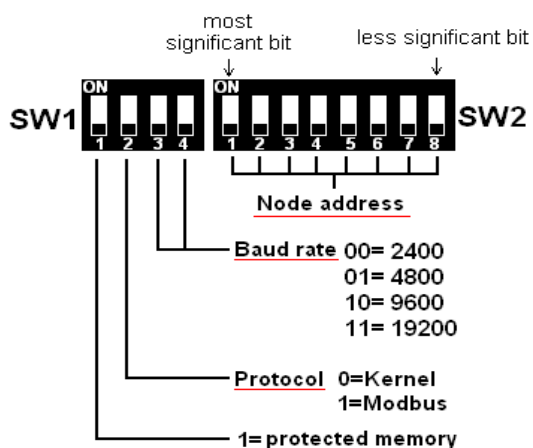 most
significant bit
less significant bit
ON
ON
SW1
SW2
1 2 3 4
1 2 3 4 5 6 7 8
Node address
Baud rate 00= 2400
01= 4800
10= 9600
11= 19200
Protocol 0=Kernel
1=Modbus
1= protected memory